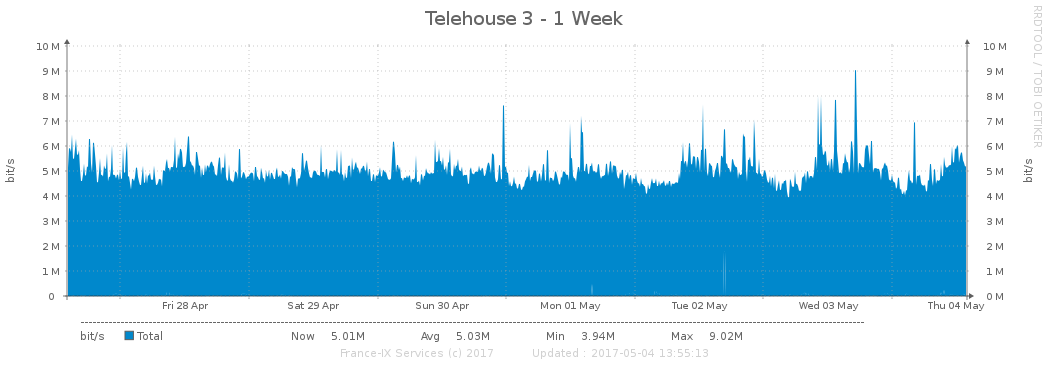 Telehouse 3 - 1 Week
RRDTOOL / TOBI OETIKER
bit/s
10 M 10 M
9 M 9 M
8 M 8 M
7 M 7 M
6 M 6 M
5 M 5 M
4 M 4 M
3 M 3 M
2 M 2 M
1 M 1 M
0 0 M
bit/s
Fri 28 Apr Sat 29 Apr Sun 30 Apr Mon 01 May Tue 02 May Wed 03 May Thu 04 May
bit/s Total Now 5.01M Avg 5.03M Min 3.94M Max 9.02M
France-IX Services (c) 2017 Updated : 2017-05-04 13:55:13